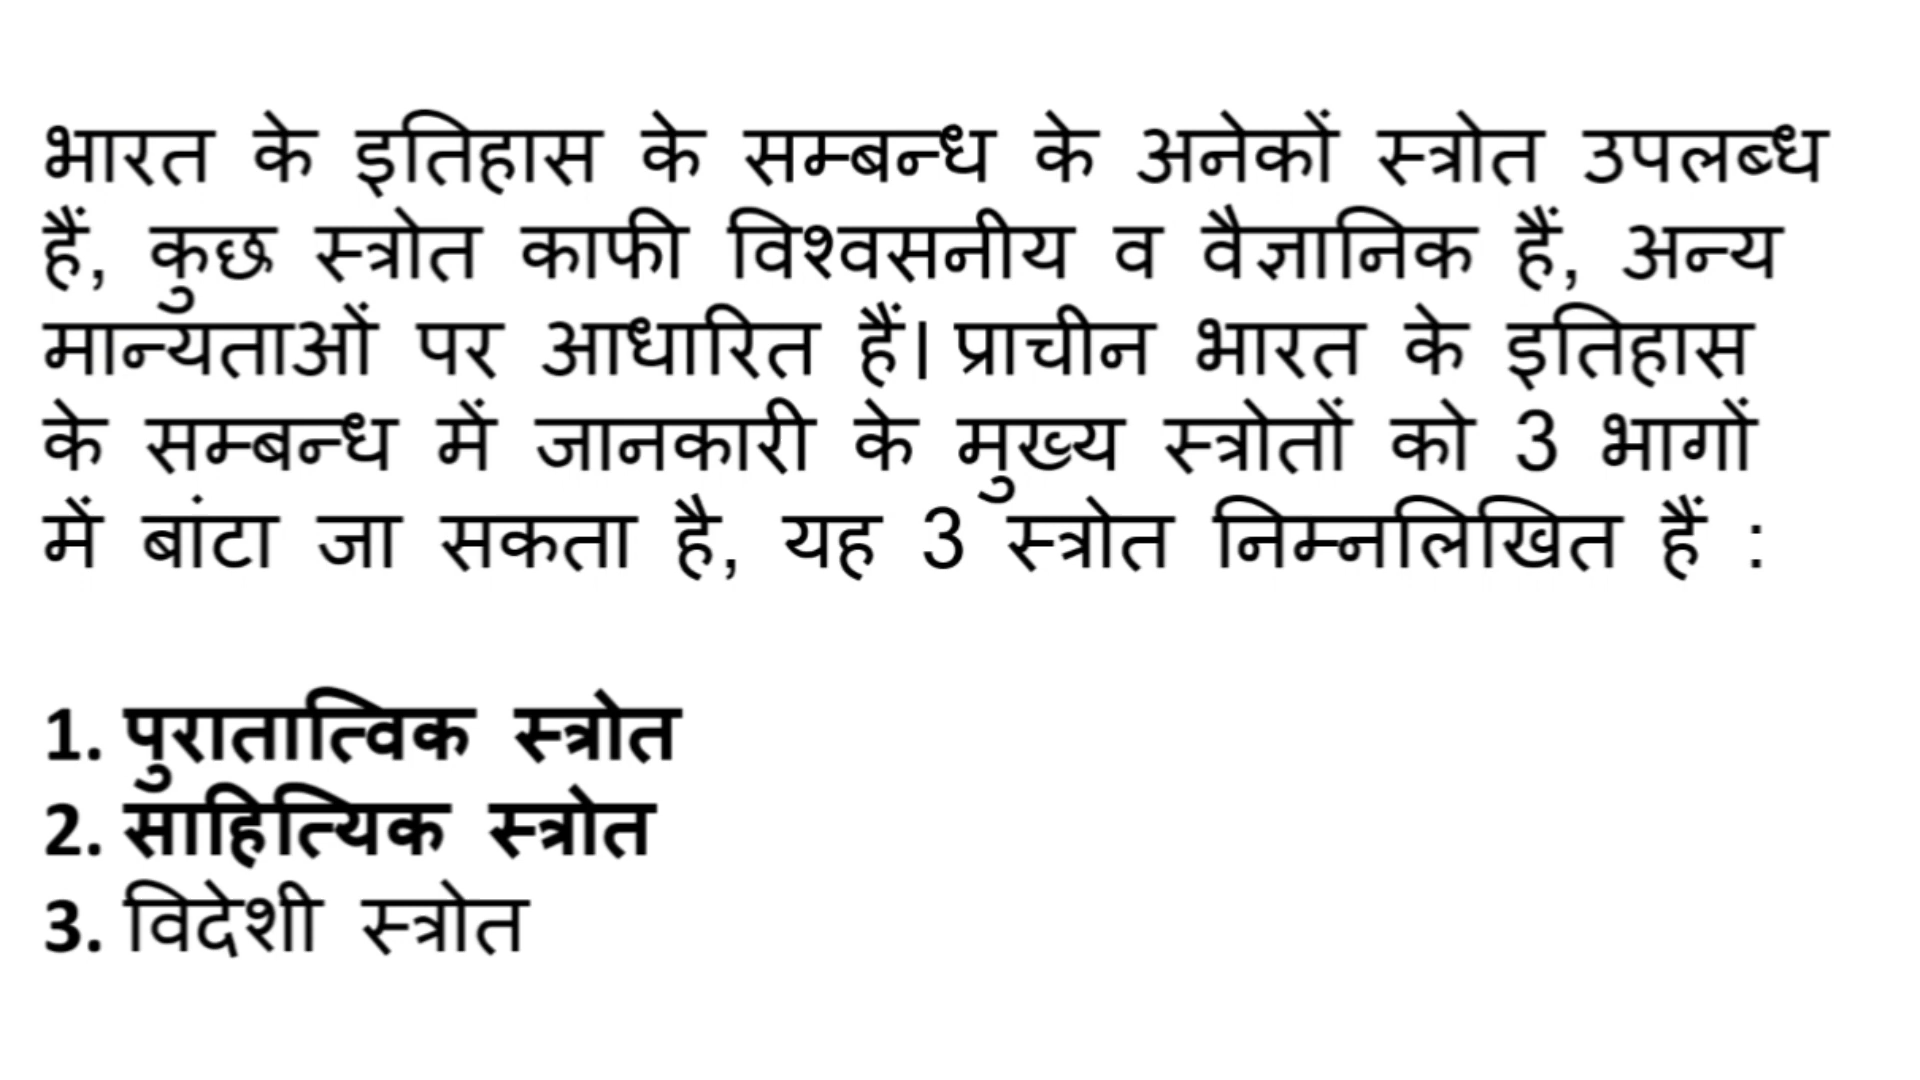 भारत के इतिहास के सम्बन्ध के अनेकों स्त्रोत उपलब्ध
हैं, कुछ स्त्रोत काफी विश्वसनीय व वैज्ञानिक हैं, अन्य
मान्यताओं पर आधारित हैं। प्राचीन भारत के इतिहास
के सम्बन्ध में जानकारी के मुख्य स्त्रोतों को 3 भागों
में बांटा जा सकता है, यह 3 स्त्रोत निम्नलिखित हैं :
1. पुरातात्विक स्त्रोत
2. साहित्यिक स्त्रोत
3. विदेशी स्त्रोत